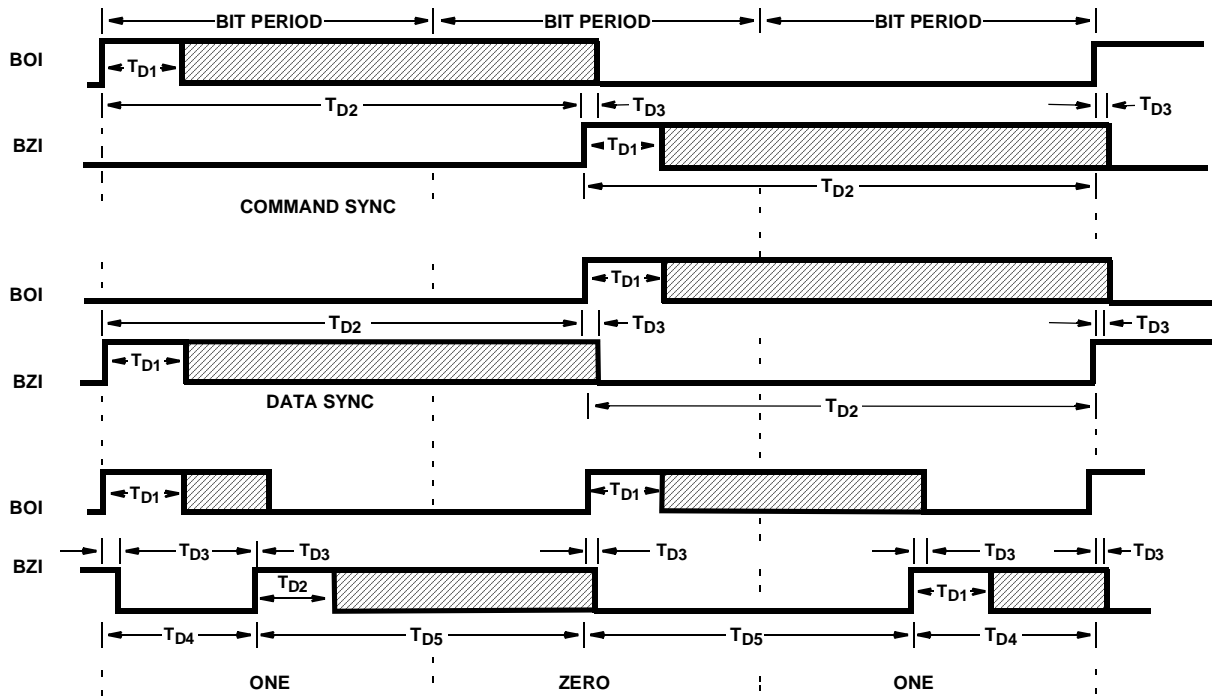 BIT PERIOD BIT PERIOD BIT PERIOD
BOI
TD1
TD2 TD3 TD3
BZI
TD1
TD2
COMMAND SYNC
TD1
BOI
TD2 TD3 TD3
TD1
BZI
DATA SYNC
TD2
TD1 TD1
BOI
TD3 TD3 TD3 TD3 TD3
BZI
TD2 TD1
TD4 TD5 TD5 TD4
ONE ZERO ONE